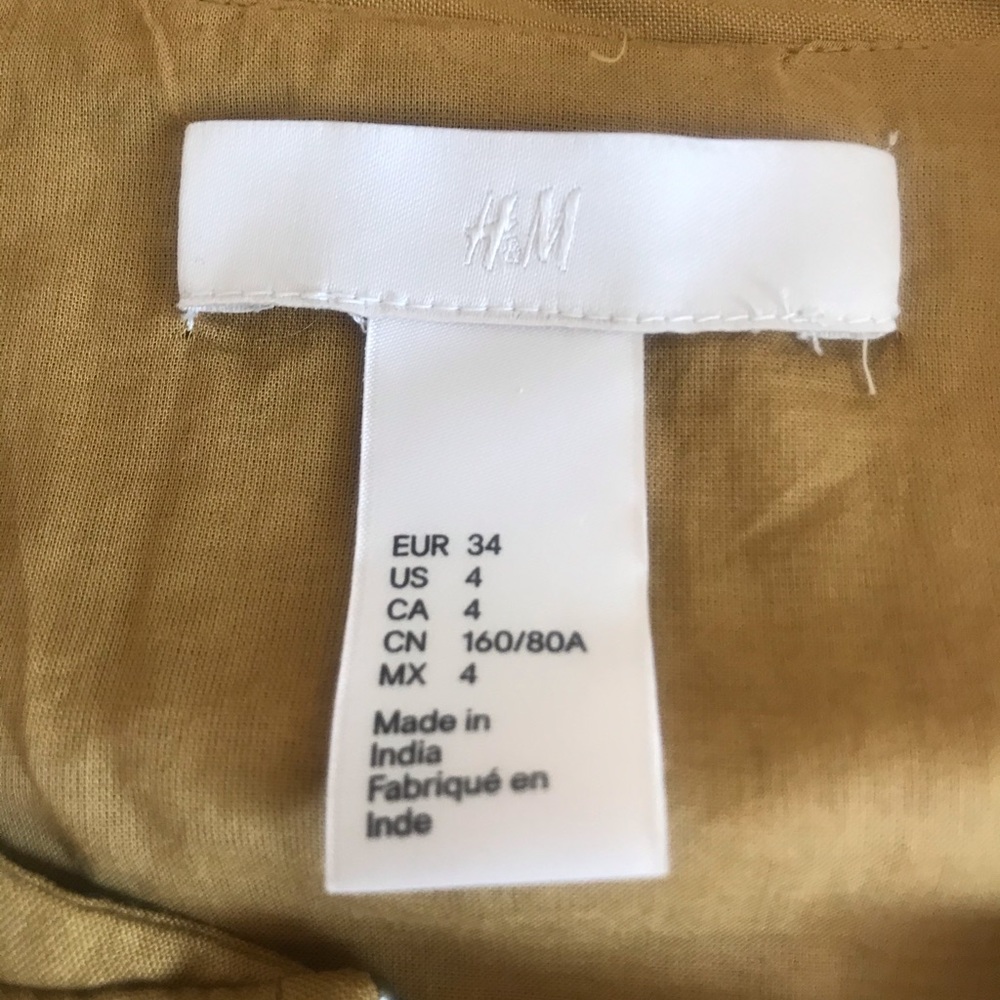 H&M
EUR 34
US 4
CA 4
CN 160/80A
MX 4
Made in
India
Fabriqué en
Inde